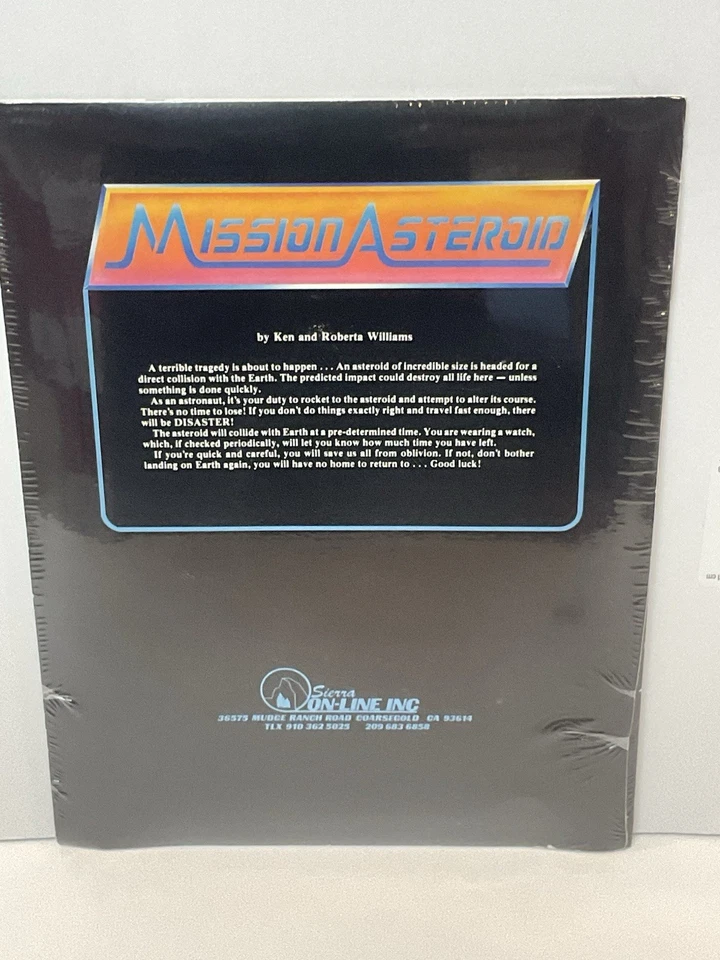 Mission Asteroid
by Ken and Roberta Williams
A terrible tragedy is about to happen . . . An asteroid of incredible size is headed for a
direct collision with the Earth. The predicted impact could destroy all life here — unless
something is done quickly.
As an astronaut, it's your duty to rocket to the asteroid and attempt to alter its course.
There's no time to lose! If you don't do things exactly right and travel fast enough, there
will be DISASTER!
The asteroid will collide with Earth at a pre-determined time. You are wearing a watch,
which, if checked periodically, will let you know how much time you have left.
If you're quick and careful, you will save us all from oblivion. If not, don't bother
landing on Earth again, you will have no home to return to . . . Good luck!
Sierra
ON-LINE INC
36575 MUDGE RANCH ROAD COARSEGOLD CA 93614
TLX 910 362 5025 209 683 6858